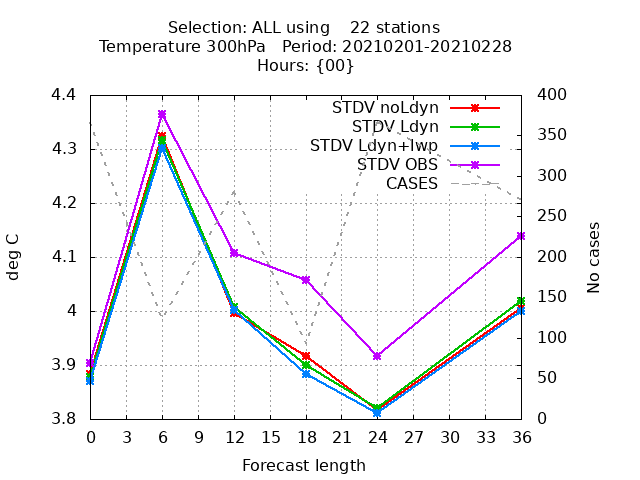 Selection: ALL using    22 stations
Temperature 300hPa   Period: 20210201-20210228
Hours: {00}
4.4
4.3
4.2
4.1
4
3.9
3.8
deg C
STDV noLdyn
STDV Ldyn
STDV Ldyn+lwp
STDV OBS
CASES
400
350
300
250
200
150
100
50
0
No cases
0 3 6 9 12 15 18 21 24 27 30 33 36
Forecast length